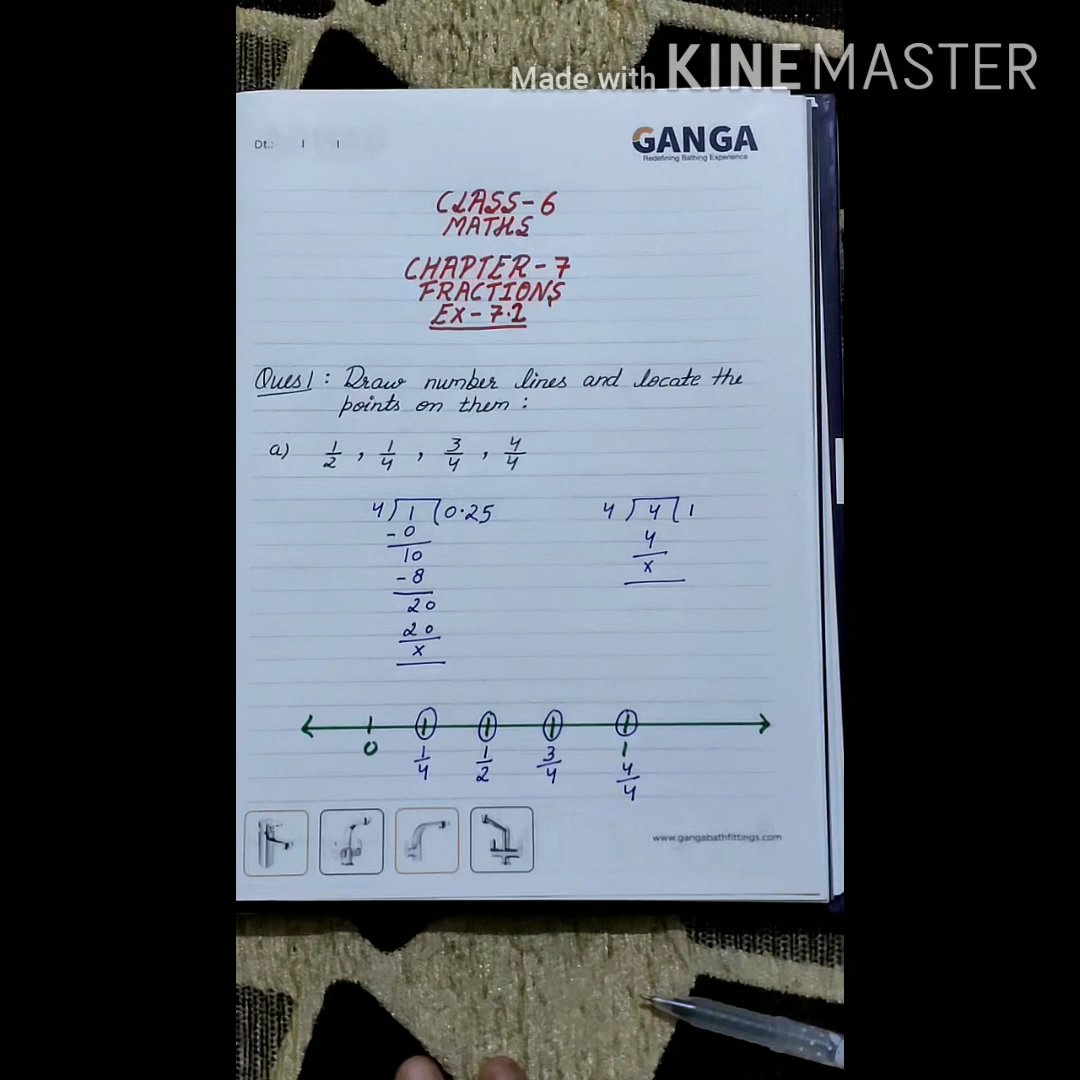 Made with KINEMASTER
Dt.: / /
GANGA
Redefining Bathing Experience
CLASS-6
MATHS
CHAPTER-7
FRACTIONS
EX-7.2
Ques 1 : Draw number lines and locate the
points on them :
a) 1/2 , 1/4 , 3/4 , 4/4
4) 1 (0.25
-0
10
-8
20
20
x
4) 4 (1
4
x
0 1/4 1/2 3/4 1
4/4
www.gangabathfittings.com